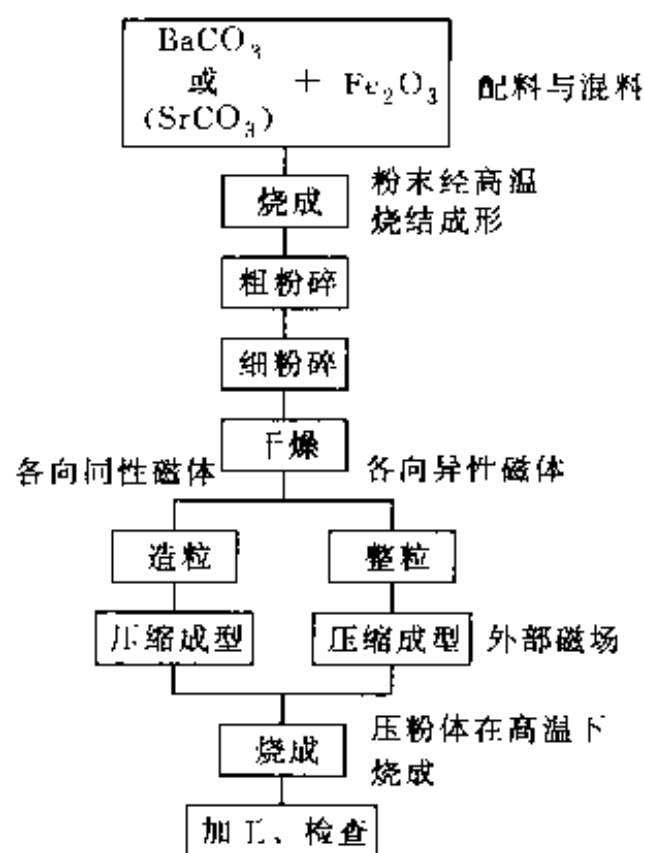 BaCO₃
或 + Fe₂O₃ 配料与混料
(SrCO₃)
烧成 粉末经高温
烧结成形
粗粉碎
细粉碎
干燥
各向同性磁体 各向异性磁体
造粒 整粒
压缩成型 压缩成型 外部磁场
烧成 压粉体在高温下
烧成
加工、检查